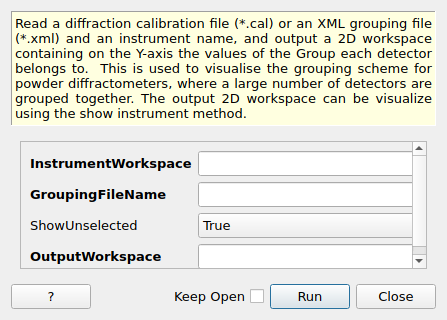 Read a diffraction calibration file (*.cal) or an XML grouping file
(*.xml) and an instrument name, and output a 2D workspace
containing on the Y-axis the values of the Group each detector
belongs to. This is used to visualise the grouping scheme for
powder diffractometers, where a large number of detectors are
grouped together. The output 2D workspace can be visualize
using the show instrument method.
InstrumentWorkspace
GroupingFileName
ShowUnselected True
OutputWorkspace
? Keep Open Run Close